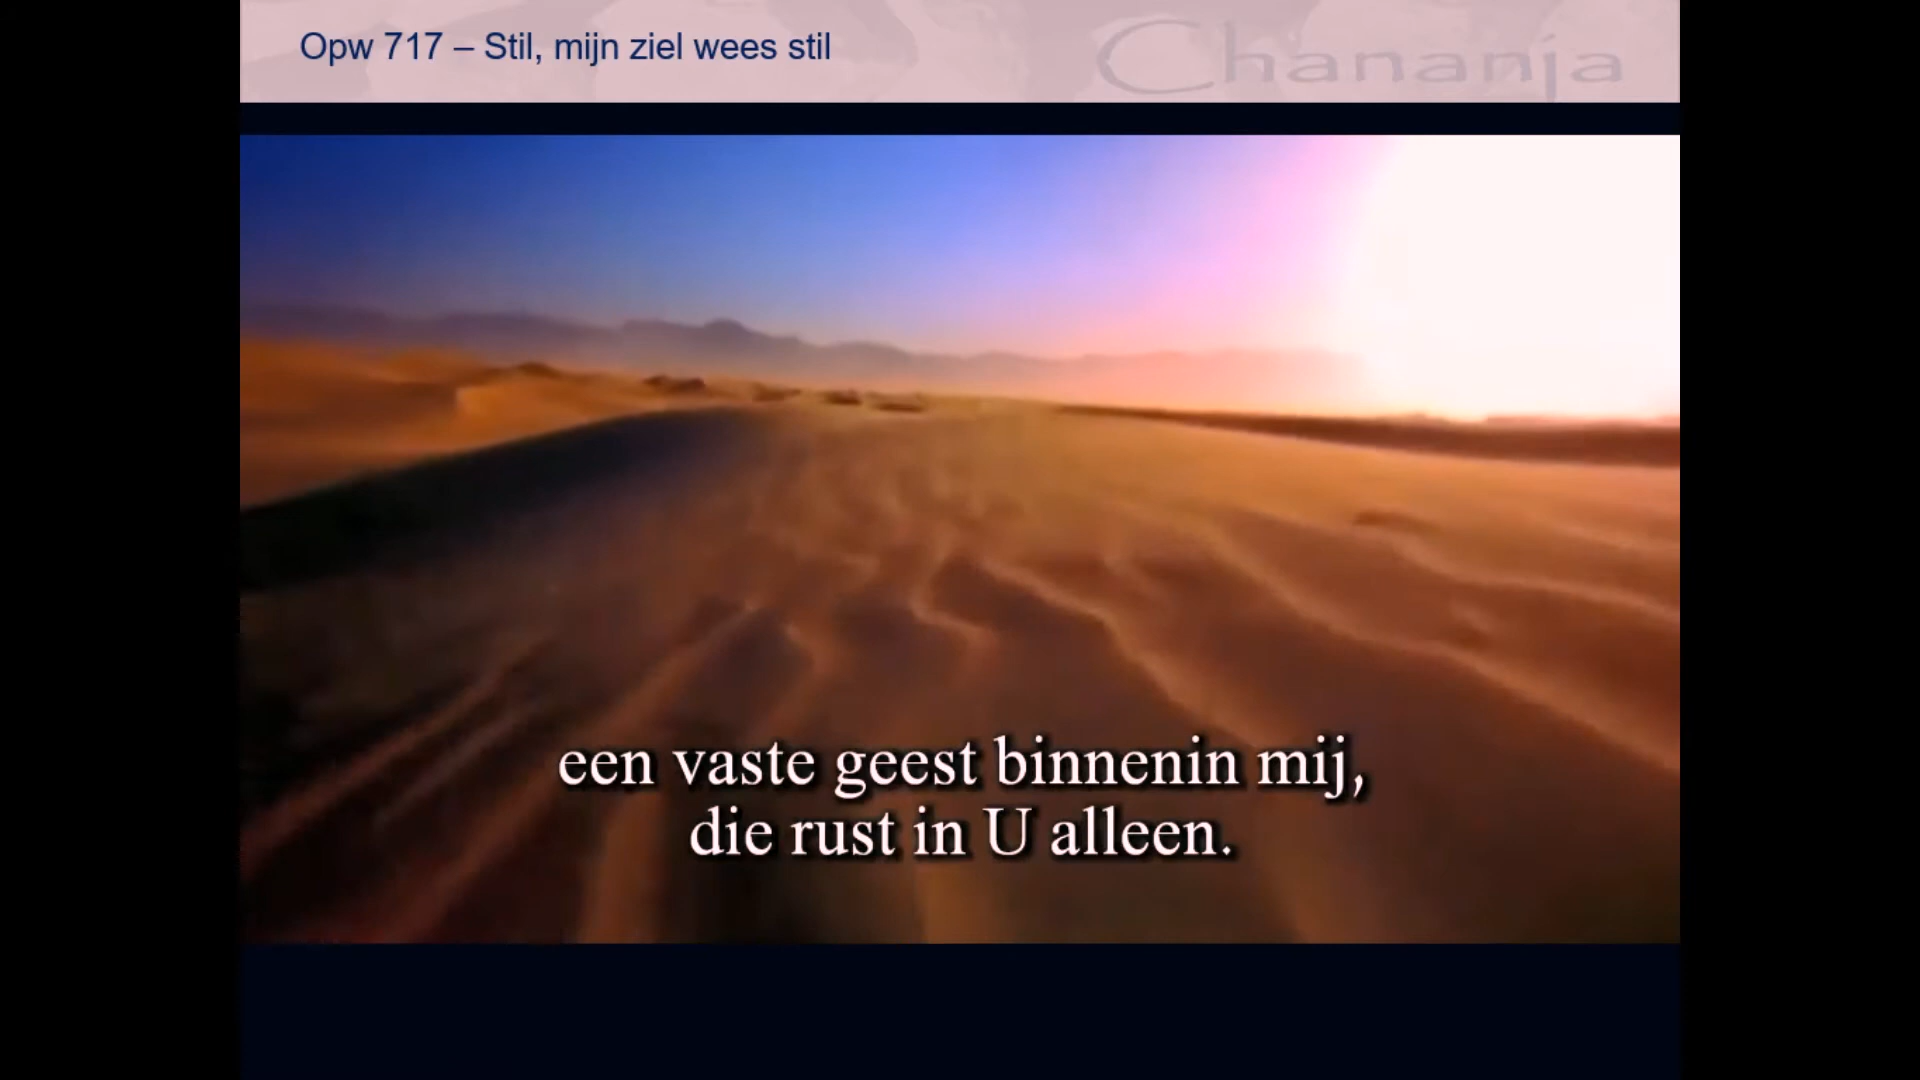 Opw 717 – Stil, mijn ziel wees stil
Chananja
een vaste geest binnenin mij,
die rust in U alleen.